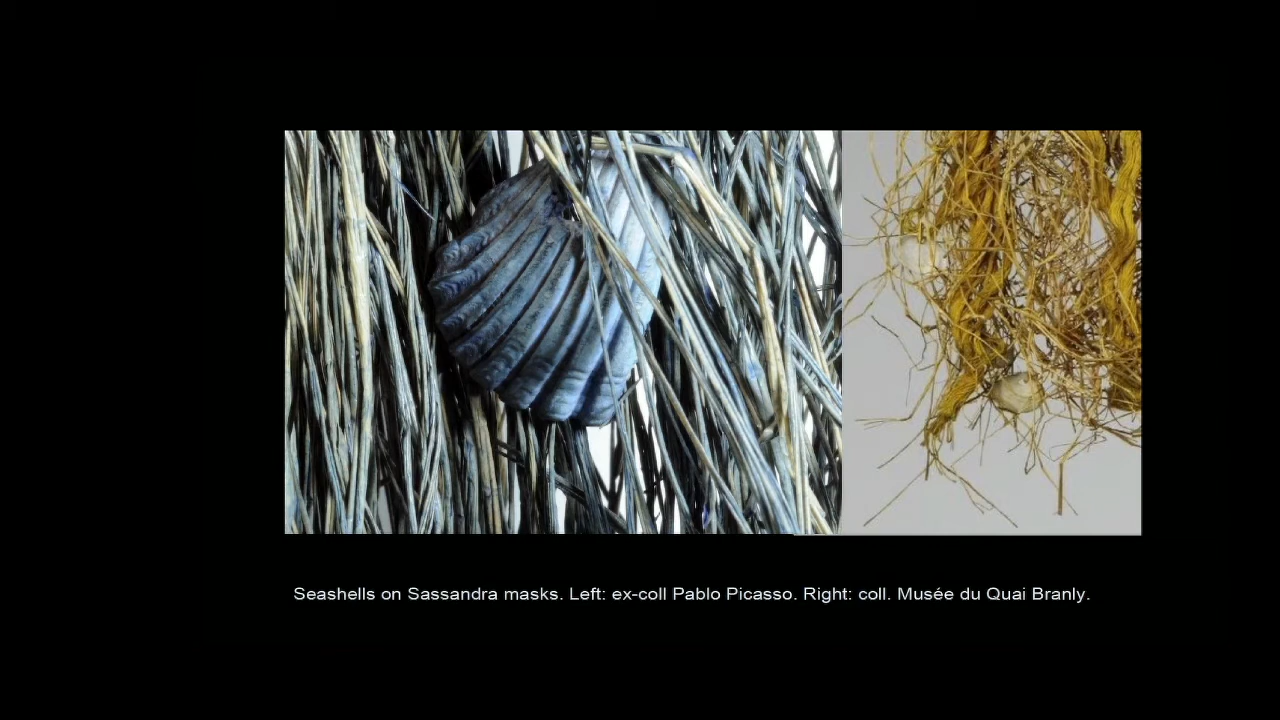 Seashells on Sassandra masks. Left: ex-coll Pablo Picasso. Right: coll. Musée du Quai Branly.